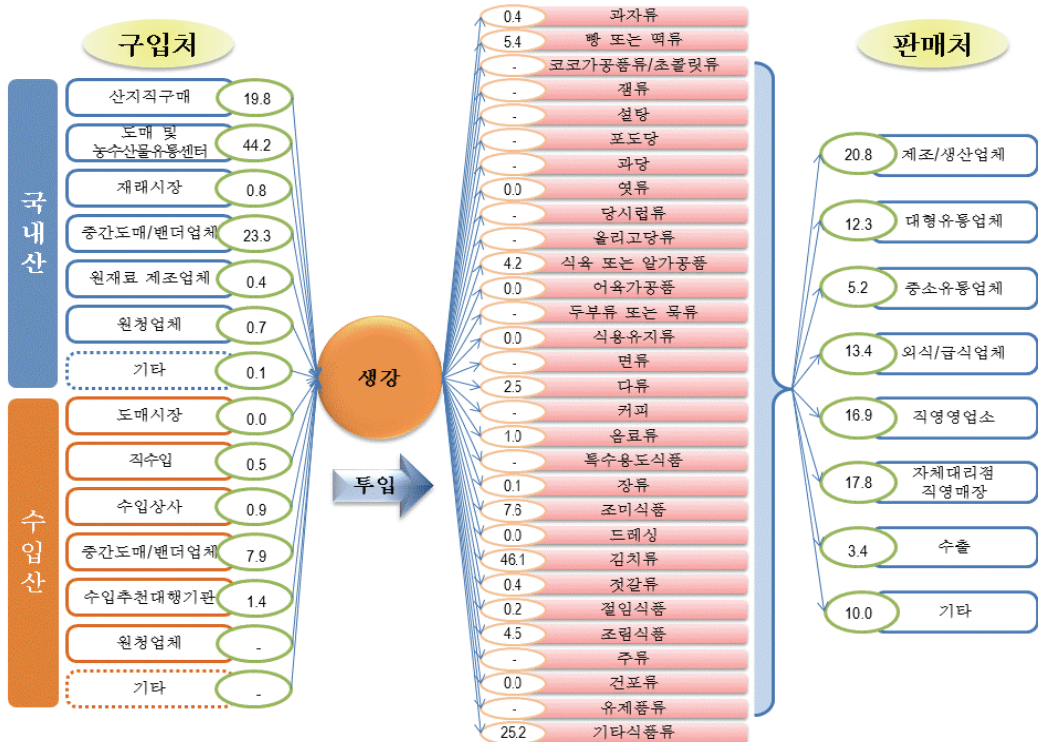 구입처
국내산
산지직구매 19.8
도매 및
농수산물유통센터 44.2
재래시장 0.8
중간도매/밴더업체 23.3
원재료 제조업체 0.4
원청업체 0.7
기타 0.1
수입산
도매시장 0.0
직수입 0.5
수입상사 0.9
중간도매/밴더업체 7.9
수입추천대행기관 1.4
원청업체 -
기타 -
생강
투입
0.4 과자류
5.4 빵 또는 떡류
- 코코가공품류/초콜릿류
- 잼류
- 설탕
- 포도당
- 과당
0.0 엿류
- 당시럽류
- 올리고당류
4.2 식육 또는 알가공품
0.0 어육가공품
- 두부류 또는 묵류
0.0 식용유지류
- 면류
2.5 다류
- 커피
1.0 음료류
- 특수용도식품
0.1 장류
7.6 조미식품
0.0 드레싱
46.1 김치류
0.4 젓갈류
0.2 절임식품
4.5 조림식품
- 주류
0.0 건포류
- 유제품류
25.2 기타식품류
판매처
20.8 제조/생산업체
12.3 대형유통업체
5.2 중소유통업체
13.4 외식/급식업체
16.9 직영영업소
17.8 자체대리점
직영매장
3.4 수출
10.0 기타